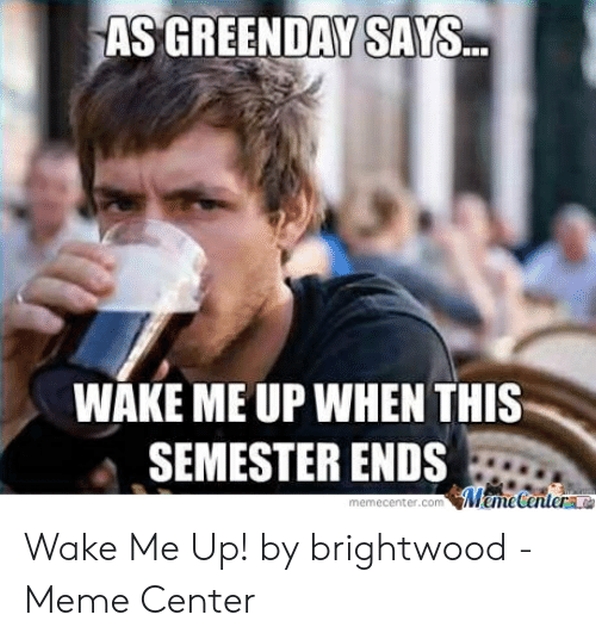 AS GREENDAY SAYS...
WAKE ME UP WHEN THIS
SEMESTER ENDS
memecenter.com MemeCenter
Wake Me Up! by brightwood -
Meme Center